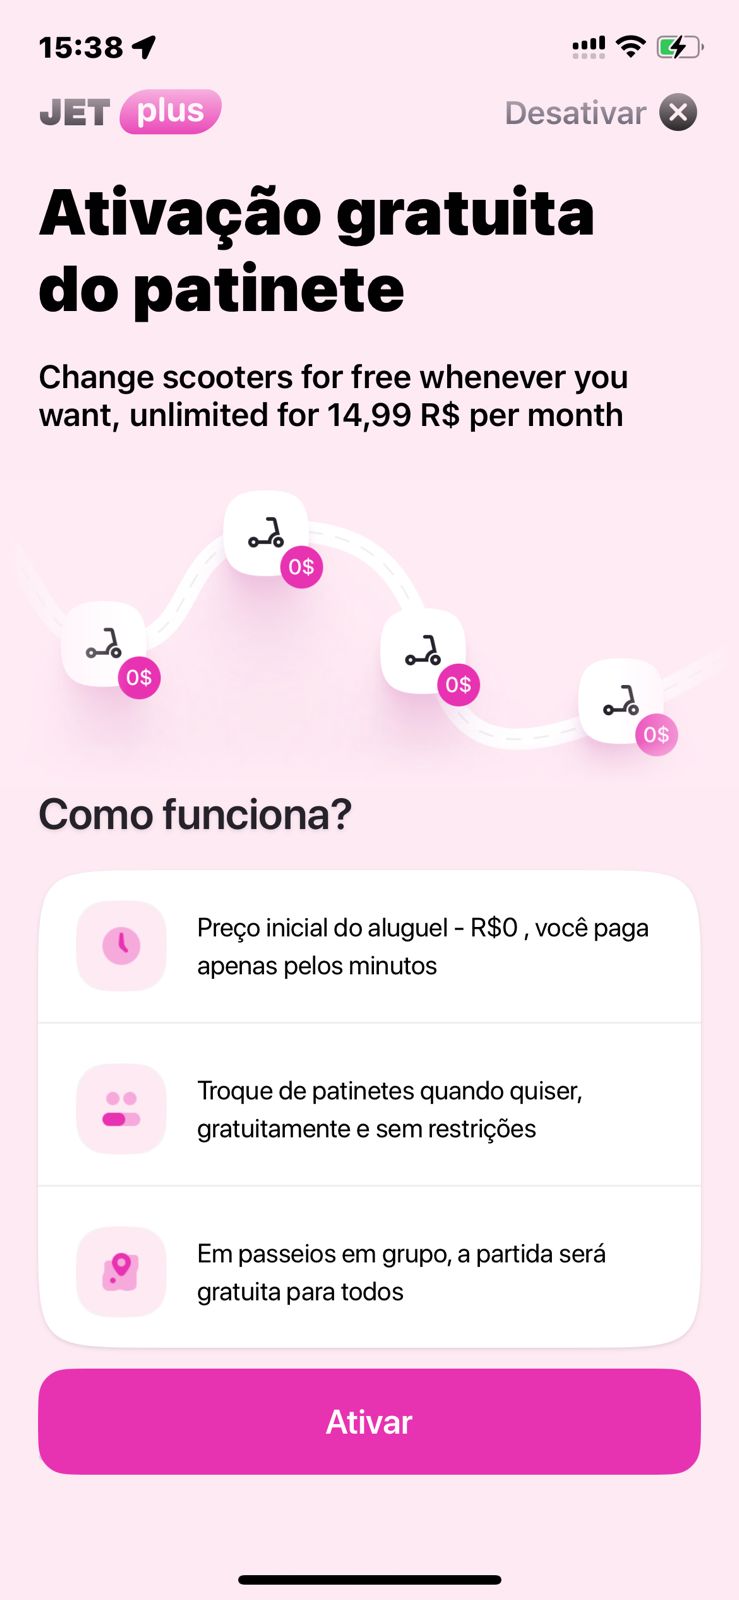 15:38
JET plus
Desativar
Ativação gratuita
do patinete
Change scooters for free whenever you
want, unlimited for 14,99 R$ per month
0$
0$
0$
0$
Como funciona?
Preço inicial do aluguel - R$0 , você paga
apenas pelos minutos
Troque de patinetes quando quiser,
gratuitamente e sem restrições
Em passeios em grupo, a partida será
gratuita para todos
Ativar